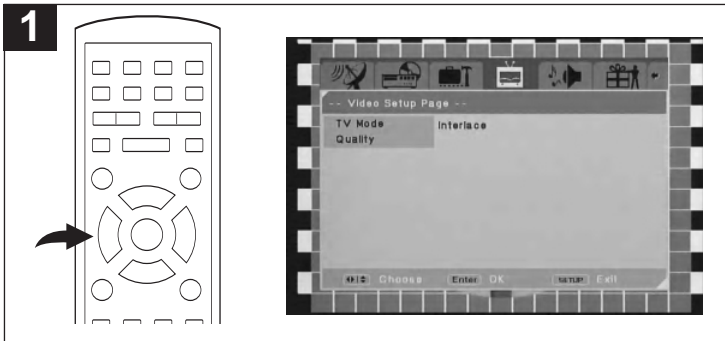 1
-- Video Setup Page --
TV Mode Interlace
Quality
Choose Enter OK SETUP Exit